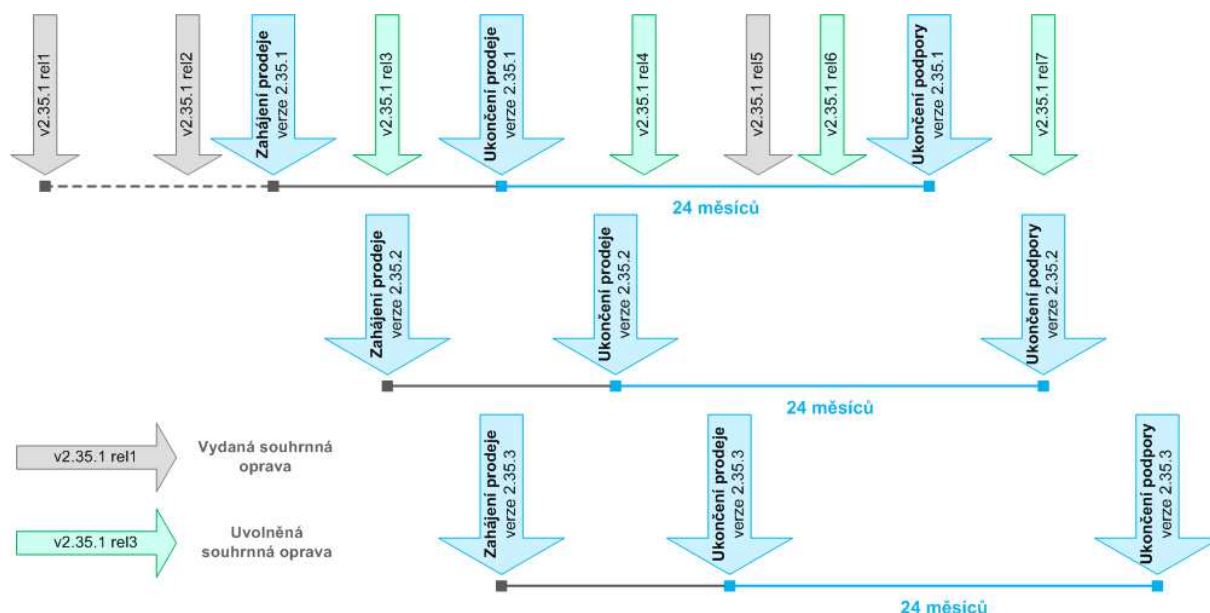 v2.35.1 rel1
v2.35.1 rel2
Zahájení prodeje
verze 2.35.1
v2.35.1 rel3
Ukončení prodeje
verze 2.35.1
v2.35.1 rel4
v2.35.1 rel5
v2.35.1 rel6
Ukončení podpory
verze 2.35.1
v2.35.1 rel7
24 měsíců
Zahájení prodeje
verze 2.35.2
Ukončení prodeje
verze 2.35.2
Ukončení podpory
verze 2.35.2
24 měsíců
Zahájení prodeje
verze 2.35.3
Ukončení prodeje
verze 2.35.3
Ukončení podpory
verze 2.35.3
24 měsíců
v2.35.1 rel1
Vydaná souhrnná
oprava
v2.35.1 rel3
Uvolněná
souhrnná oprava